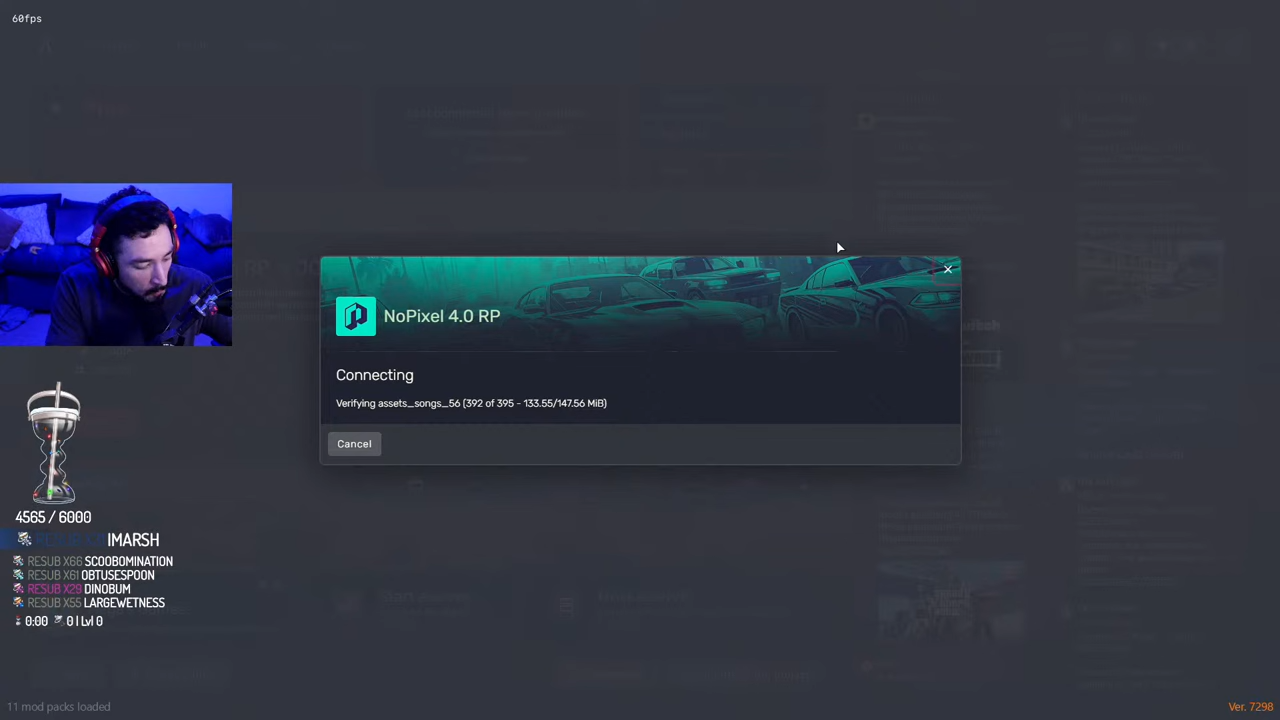 60fps
NoPixel 4.0 RP
Connecting
Verifying assets_songs_56 (392 of 395 - 133.55/147.56 MiB)
Cancel
4565 / 6000
IMARSH
RESUB X66 SCOOBOMINATION
RESUB X61 OBTUSESPOON
RESUB X29 DINOBUM
RESUB X55 LARGEWETNESS
0:00 0 | Lvl 0
11 mod packs loaded
Ver. 7298